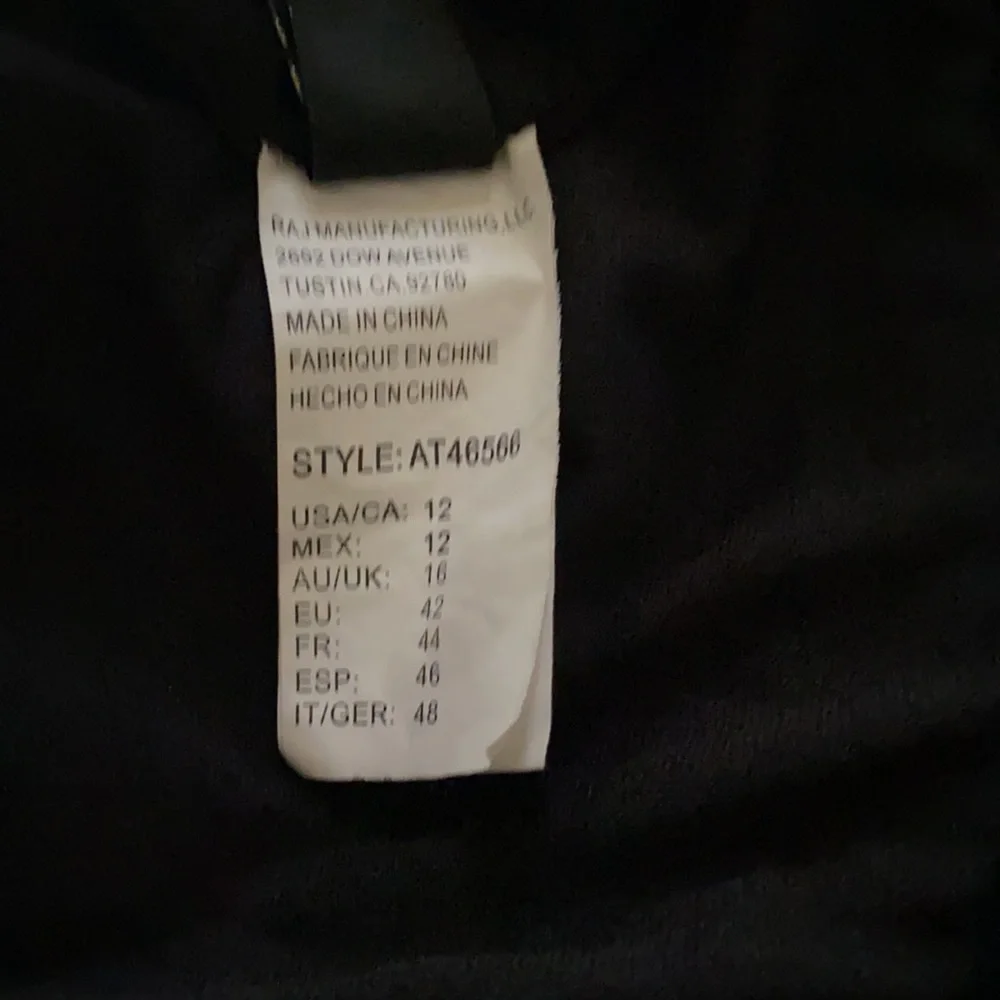 RAJ MANUFACTURING, LLC
2692 DOW AVENUE
TUSTIN CA. 92780
MADE IN CHINA
FABRIQUE EN CHINE
HECHO EN CHINA
STYLE: AT46566
USA/CA: 12
MEX: 12
AU/UK: 16
EU: 42
FR: 44
ESP: 46
IT/GER: 48